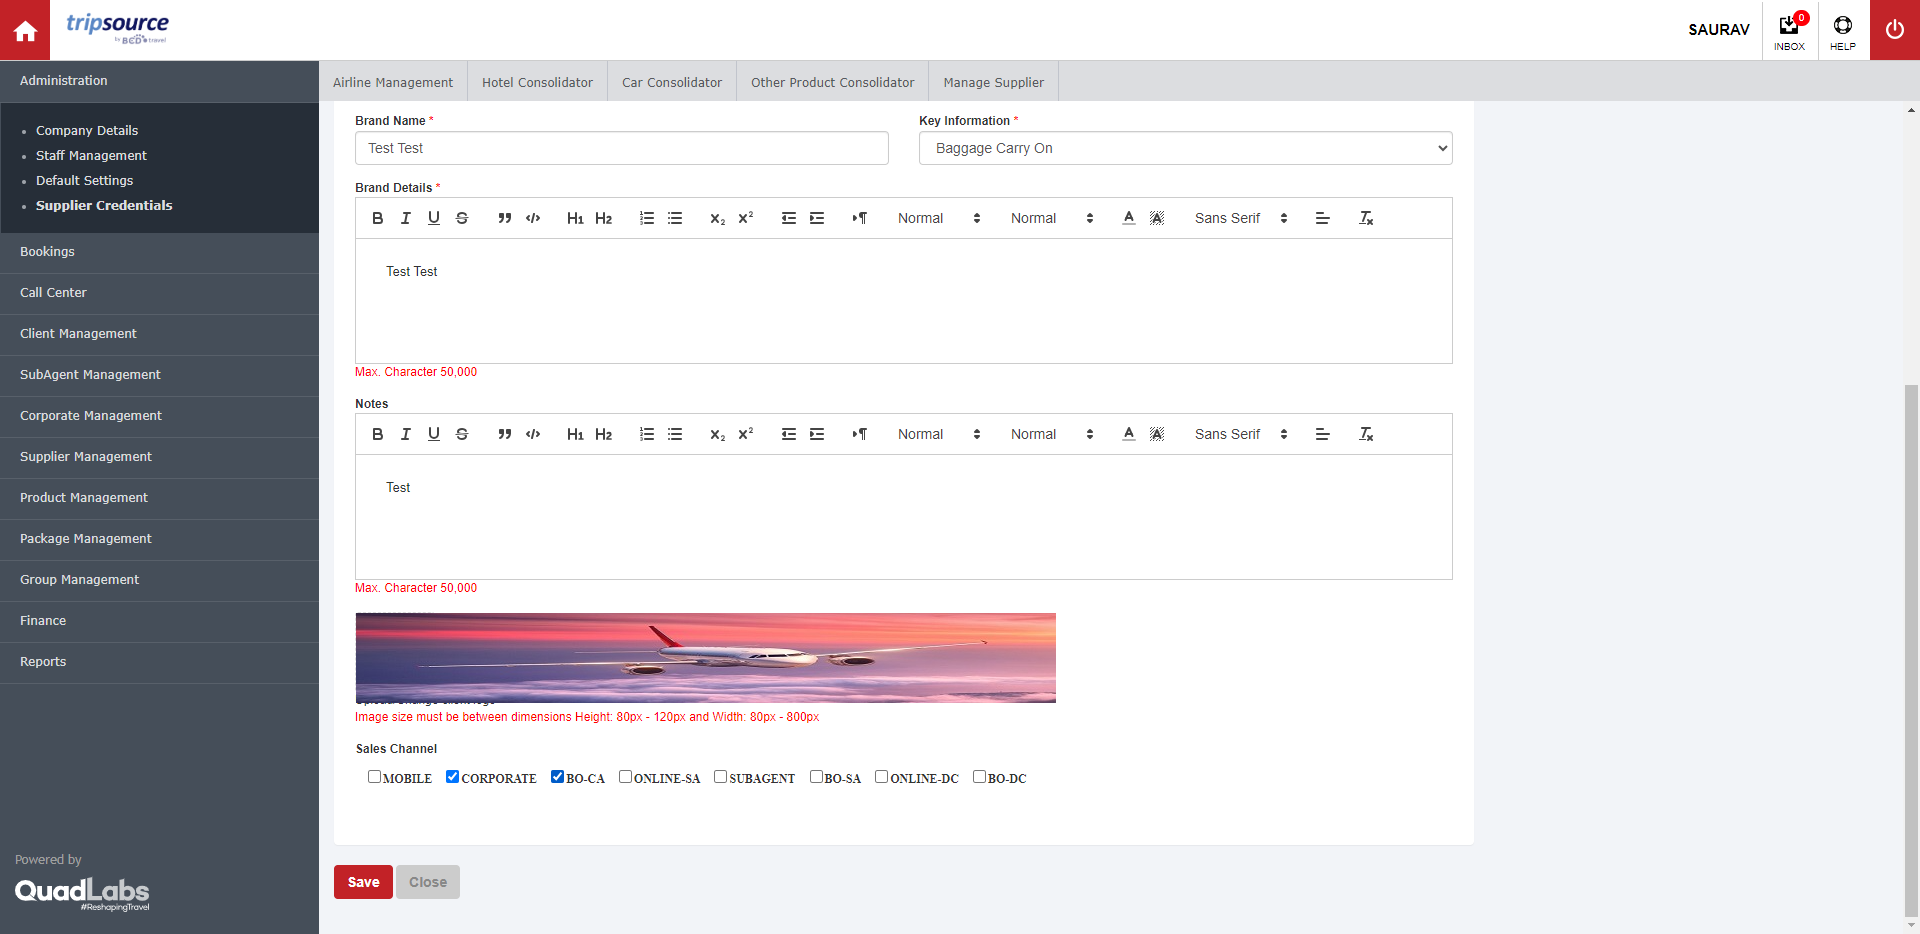 tripsource
by BCD travel
SAURAV
0
INBOX
HELP
Administration
Company Details
Staff Management
Default Settings
Supplier Credentials
Bookings
Call Center
Client Management
SubAgent Management
Corporate Management
Supplier Management
Product Management
Package Management
Group Management
Finance
Reports
Powered by
QuadLabs
#ReshapingTravel
Airline Management
Hotel Consolidator
Car Consolidator
Other Product Consolidator
Manage Supplier
Brand Name *
Test Test
Key Information *
Baggage Carry On
Brand Details *
B I U S H1 H2 X2 X2 Normal Normal A A Sans Serif Tx
Test Test
Max. Character 50,000
Notes
B I U S H1 H2 X2 X2 Normal Normal A A Sans Serif Tx
Test
Max. Character 50,000
Image size must be between dimensions Height: 80px - 120px and Width: 80px - 800px
Sales Channel
MOBILE CORPORATE BO-CA ONLINE-SA SUBAGENT BO-SA ONLINE-DC BO-DC
Save
Close